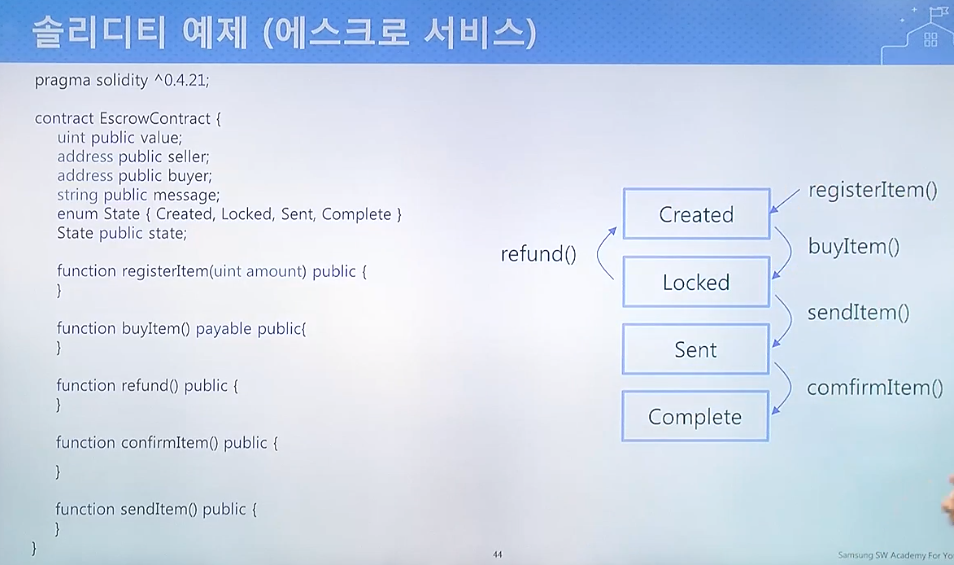 솔리디티 예제 (에스크로 서비스)
pragma solidity ^0.4.21;
contract EscrowContract {
uint public value;
address public seller;
address public buyer;
string public message;
enum State { Created, Locked, Sent, Complete }
State public state;
function registerItem(uint amount) public {
}
function buyItem() payable public{
}
function refund() public {
}
function confirmItem() public {
}
function sendItem() public {
}
}
Created
registerItem()
refund()
buyItem()
Locked
sendItem()
Sent
comfirmItem()
Complete
44
Samsung SW Academy For